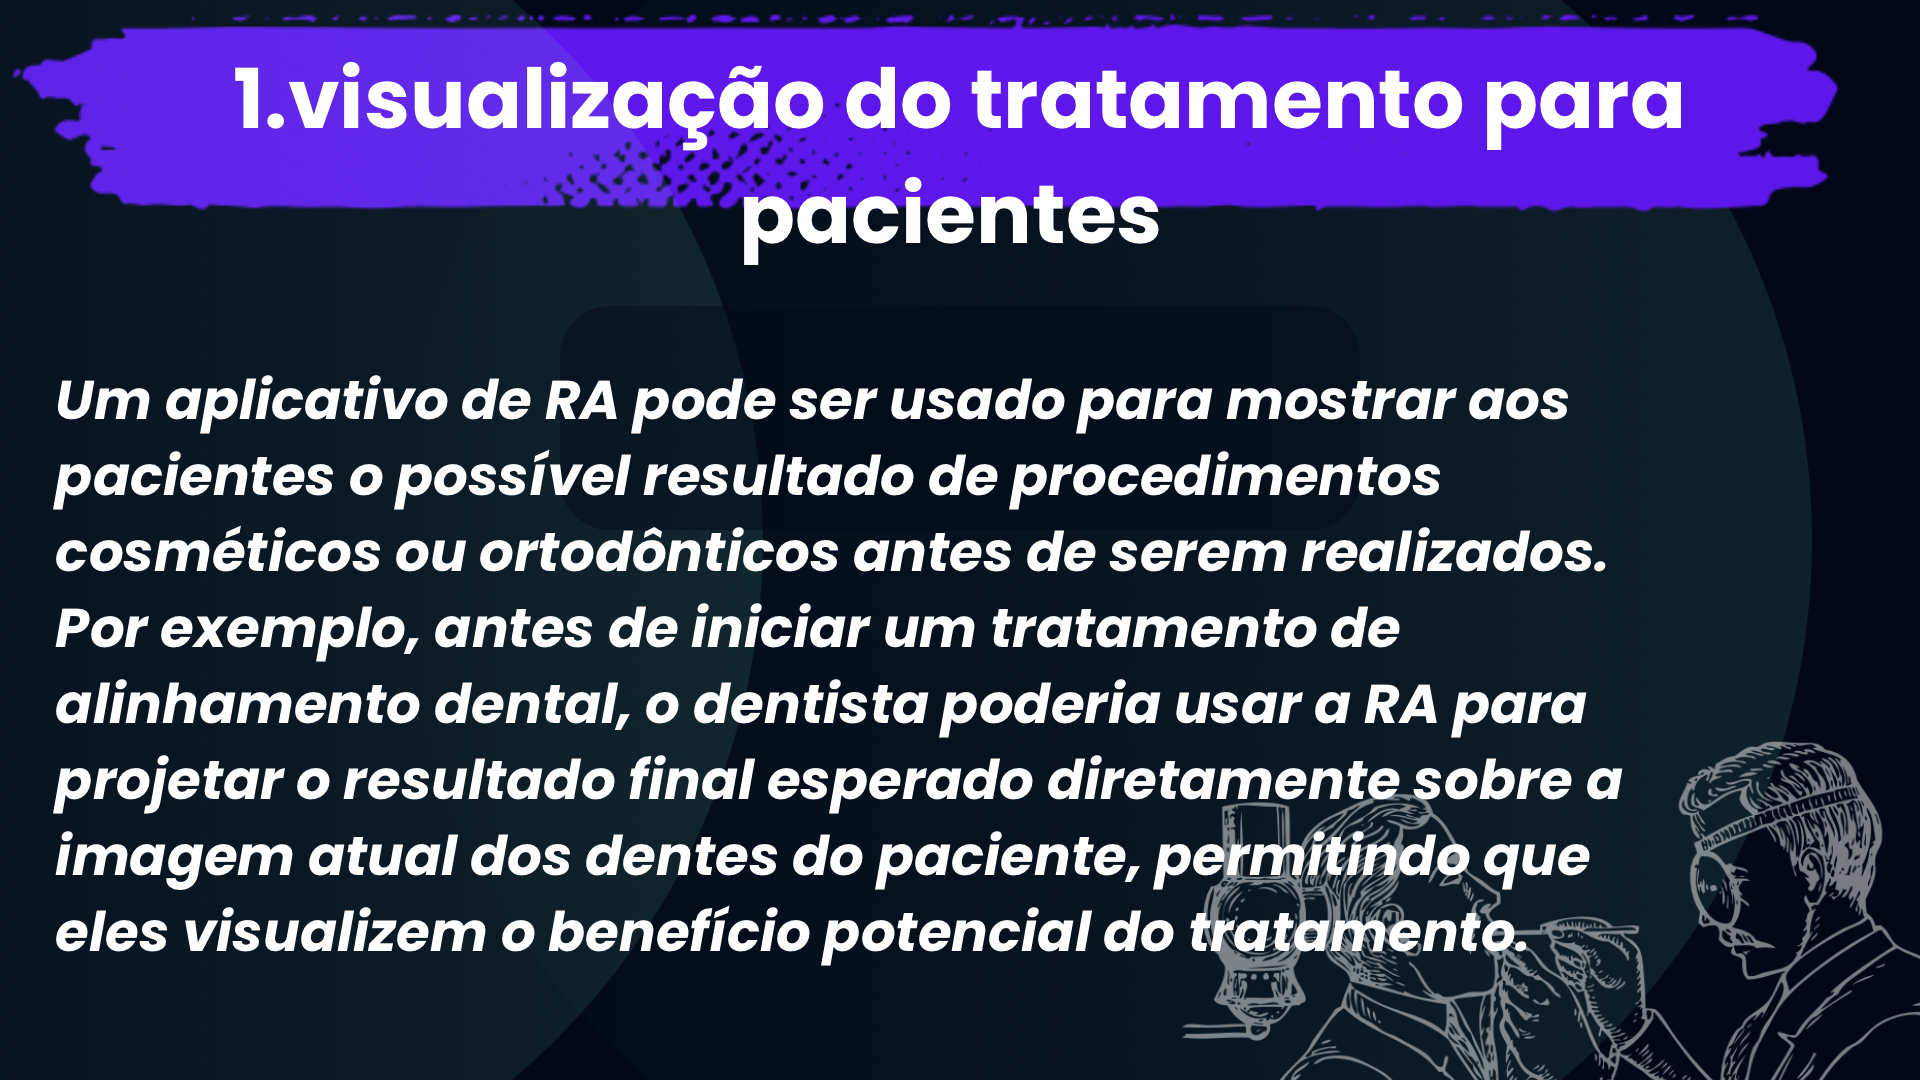 1.visualização do tratamento para
pacientes
Um aplicativo de RA pode ser usado para mostrar aos
pacientes o possível resultado de procedimentos
cosméticos ou ortodônticos antes de serem realizados.
Por exemplo, antes de iniciar um tratamento de
alinhamento dental, o dentista poderia usar a RA para
projetar o resultado final esperado diretamente sobre a
imagem atual dos dentes do paciente, permitindo que
eles visualizem o benefício potencial do tratamento.